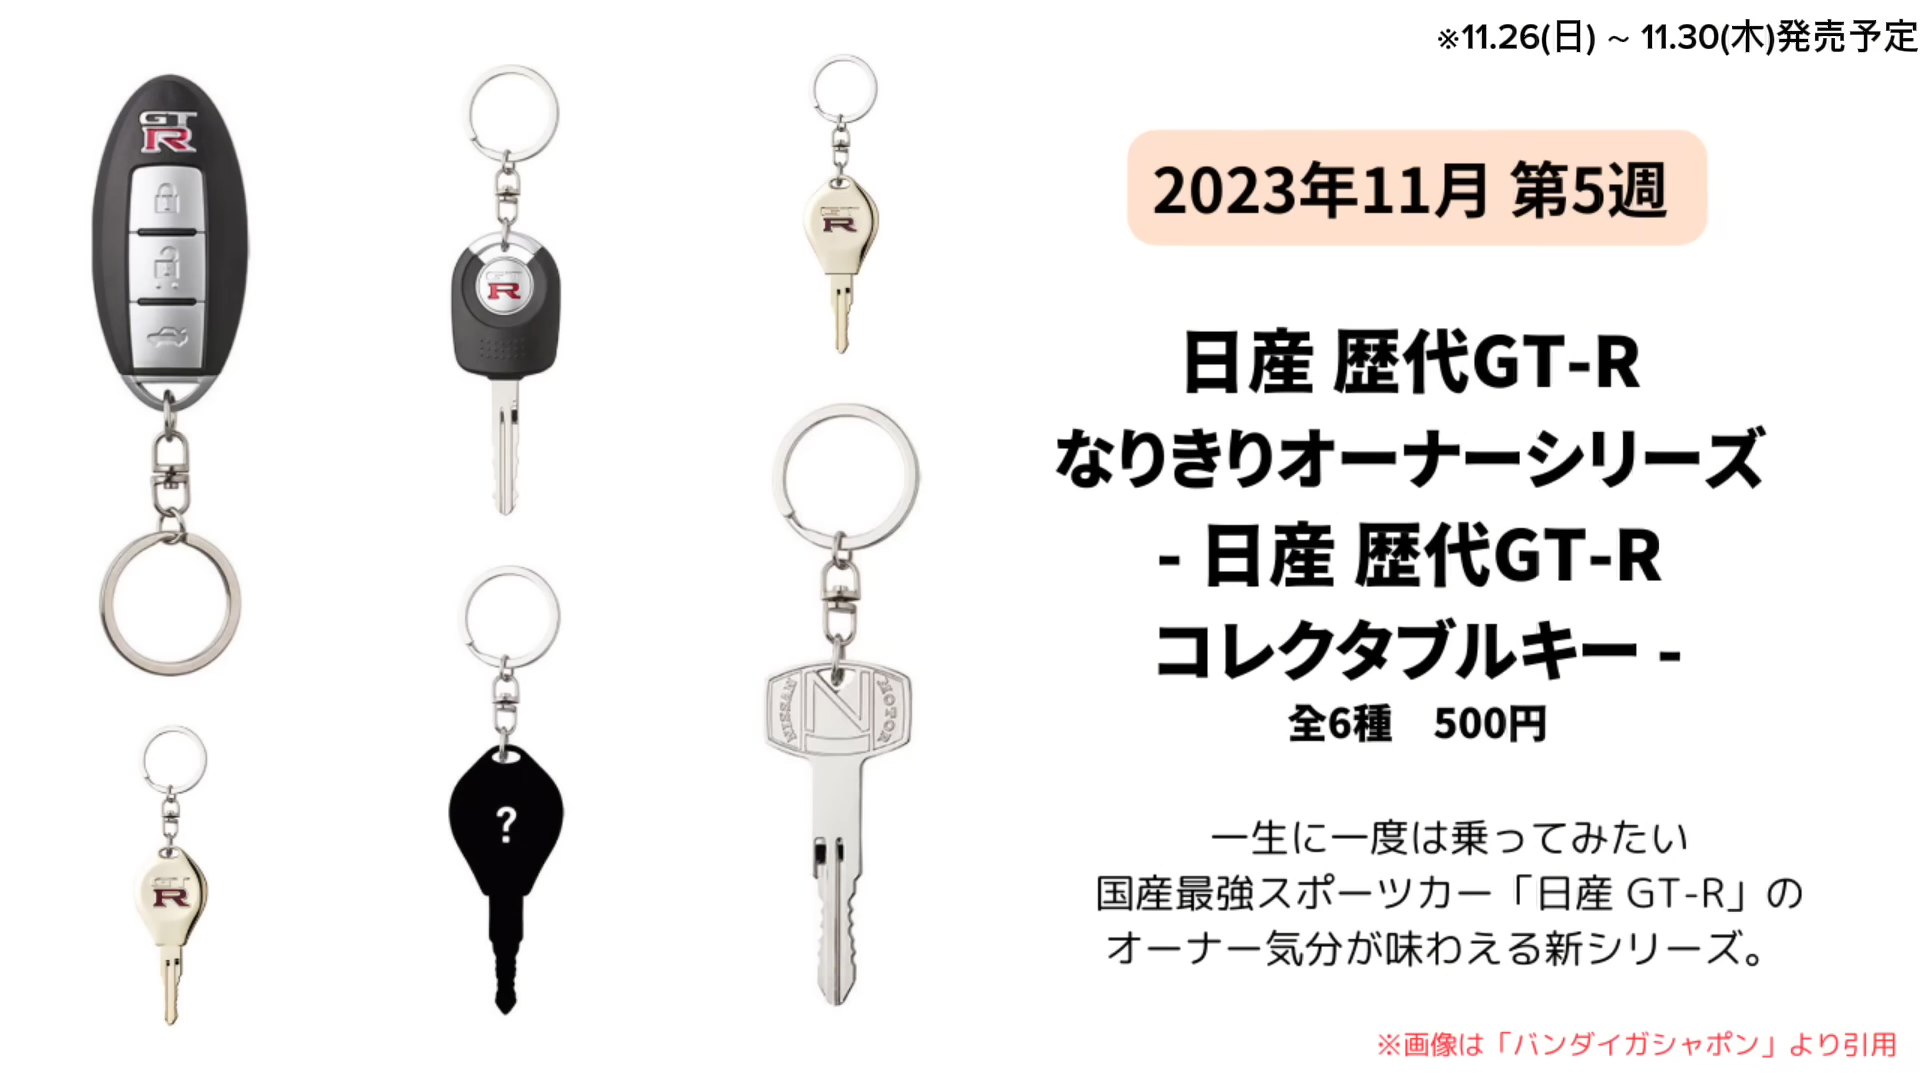 ※11.26(日) ~ 11.30(木)発売予定
2023年11月 第5週
日産 歴代GT-R
なりきりオーナーシリーズ
- 日産 歴代GT-R
コレクタブルキー -
全6種　500円
一生に一度は乗ってみたい
国産最強スポーツカー「日産 GT-R」の
オーナー気分が味わえる新シリーズ。
※画像は「バンダイガシャポン」より引用
GT
R
GT
R
R
GT
R
?
NISSAN
N
MOTOR